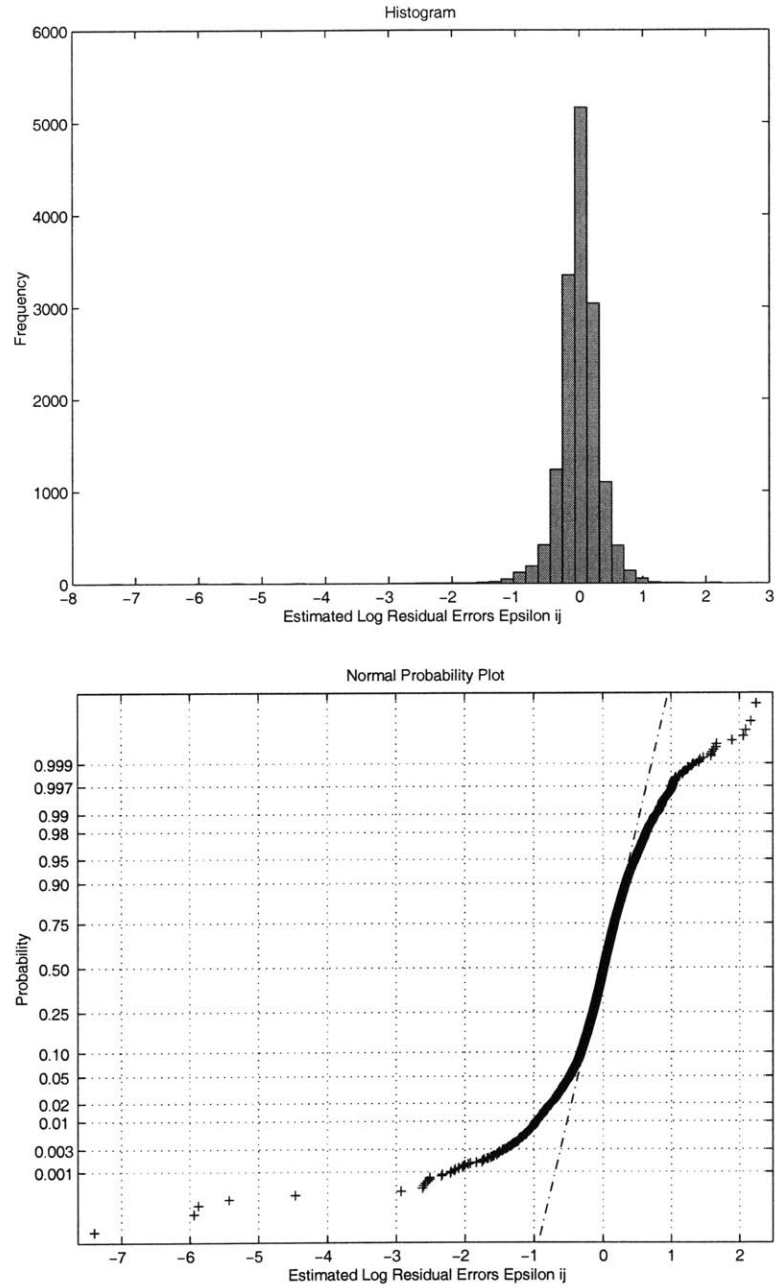 Histogram
6000
5000
4000
3000
2000
1000
0
Frequency
-8 -7 -6 -5 -4 -3 -2 -1 0 1 2 3
Estimated Log Residual Errors Epsilon ij
Normal Probability Plot
0.999
0.997
0.99
0.98
0.95
0.90
0.75
0.50
0.25
0.10
0.05
0.02
0.01
0.003
0.001
Probability
-7 -6 -5 -4 -3 -2 -1 0 1 2
Estimated Log Residual Errors Epsilon ij